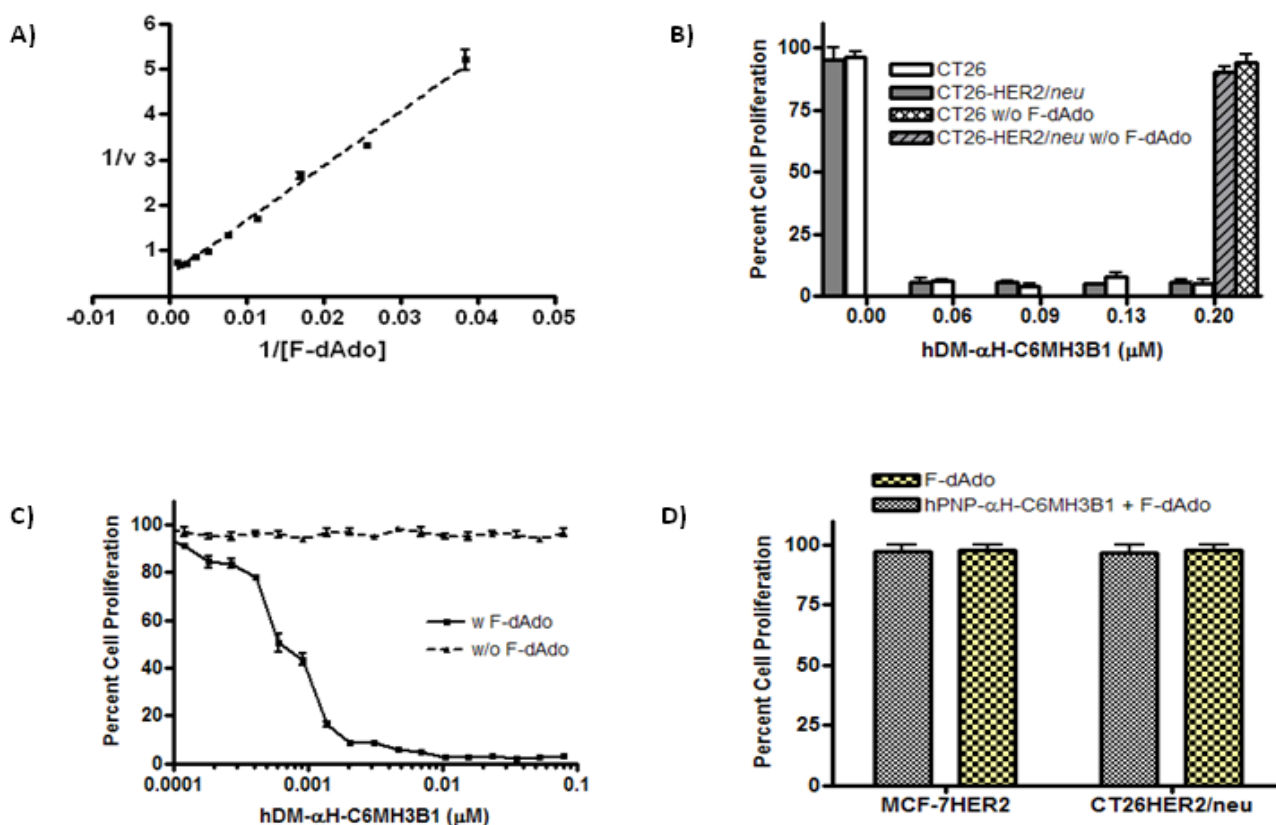 A)
6
5
4
1/v
3
2
1
-0.01 0.00 0.01 0.02 0.03 0.04 0.05
1/[F-dAdo]
B)
Percent Cell Proliferation
100
75
50
25
0
CT26
CT26-HER2/neu
CT26 w/o F-dAdo
CT26-HER2/neu w/o F-dAdo
0.00 0.06 0.09 0.13 0.20
hDM-αH-C6MH3B1 (μM)
C)
Percent Cell Proliferation
100
80
60
40
20
0
w F-dAdo
w/o F-dAdo
0.0001 0.001 0.01 0.1
hDM-αH-C6MH3B1 (μM)
D)
F-dAdo
hPNP-αH-C6MH3B1 + F-dAdo
Percent Cell Proliferation
100
75
50
25
0
MCF-7HER2 CT26HER2/neu